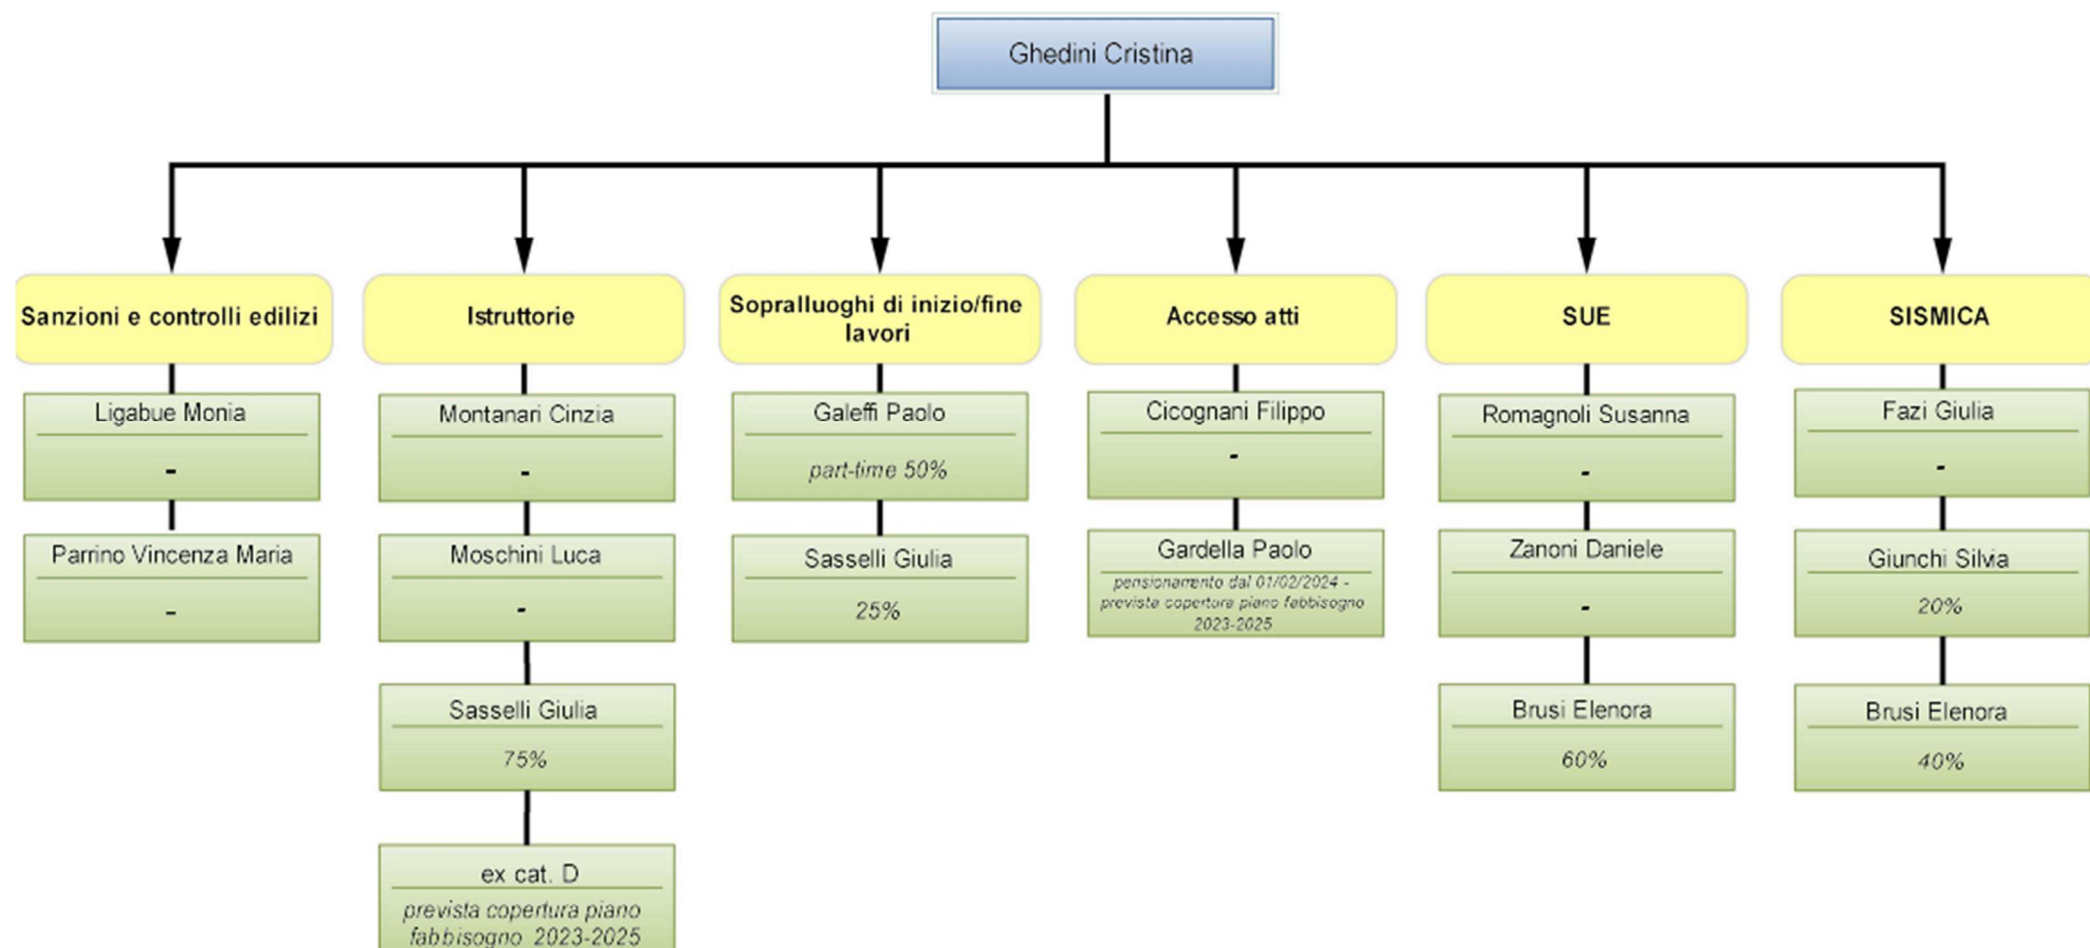 Ghedini Cristina
Sanzioni e controlli edilizi
Ligabue Monia
-
Parrino Vincenza Maria
-
Istruttorie
Montanari Cinzia
-
Moschini Luca
-
Sasselli Giulia
75%
ex cat. D
prevista copertura piano
fabbisogno 2023-2025
Sopralluoghi di inizio/fine
lavori
Galeffi Paolo
part-time 50%
Sasselli Giulia
25%
Accesso atti
Cicognani Filippo
-
Gardella Paolo
pensionamento dal 01/02/2024 -
prevista copertura piano fabbisogno
2023-2025
SUE
Romagnoli Susanna
-
Zanoni Daniele
-
Brusi Elenora
60%
SISMICA
Fazi Giulia
-
Giunchi Silvia
20%
Brusi Elenora
40%